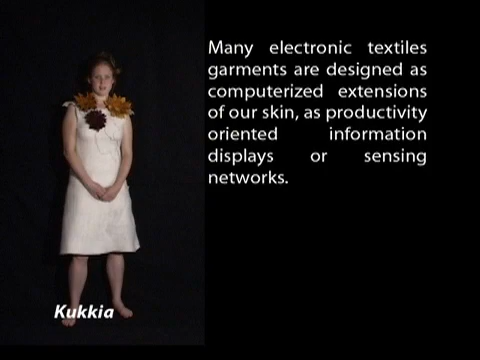 Many electronic textiles
garments are designed as
computerized extensions
of our skin, as productivity
oriented information
displays or sensing
networks.
Kukkia